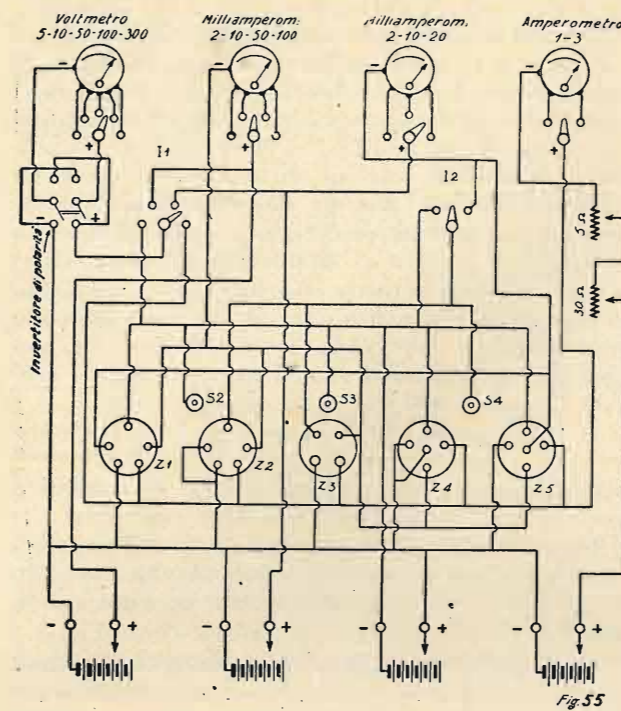 Voltmetro
5-10-50-100-300
Milliamperom.
2-10-50-100
Milliamperom.
2-10-20
Amperometro
1-3
-
+
-
+
-
+
-
+
I1
I2
-
+
Invertitore di polarità
5 Ω
30 Ω
S2
S3
S4
Z1
Z2
Z3
Z4
Z5
-
+
-
+
-
+
-
+
Fig. 55